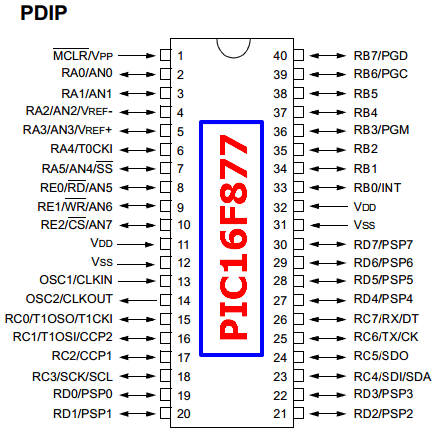 PDIP
MCLR/VPP 1 40 RB7/PGD
RA0/AN0 2 39 RB6/PGC
RA1/AN1 3 38 RB5
RA2/AN2/VREF- 4 37 RB4
RA3/AN3/VREF+ 5 36 RB3/PGM
RA4/T0CKI 6 35 RB2
RA5/AN4/SS 7 34 RB1
RE0/RD/AN5 8 33 RB0/INT
RE1/WR/AN6 9 32 VDD
RE2/CS/AN7 10 31 VSS
VDD 11 30 RD7/PSP7
VSS 12 29 RD6/PSP6
OSC1/CLKIN 13 28 RD5/PSP5
OSC2/CLKOUT 14 27 RD4/PSP4
RC0/T1OSO/T1CKI 15 26 RC7/RX/DT
RC1/T1OSI/CCP2 16 25 RC6/TX/CK
RC2/CCP1 17 24 RC5/SDO
RC3/SCK/SCL 18 23 RC4/SDI/SDA
RD0/PSP0 19 22 RD3/PSP3
RD1/PSP1 20 21 RD2/PSP2
PIC16F877